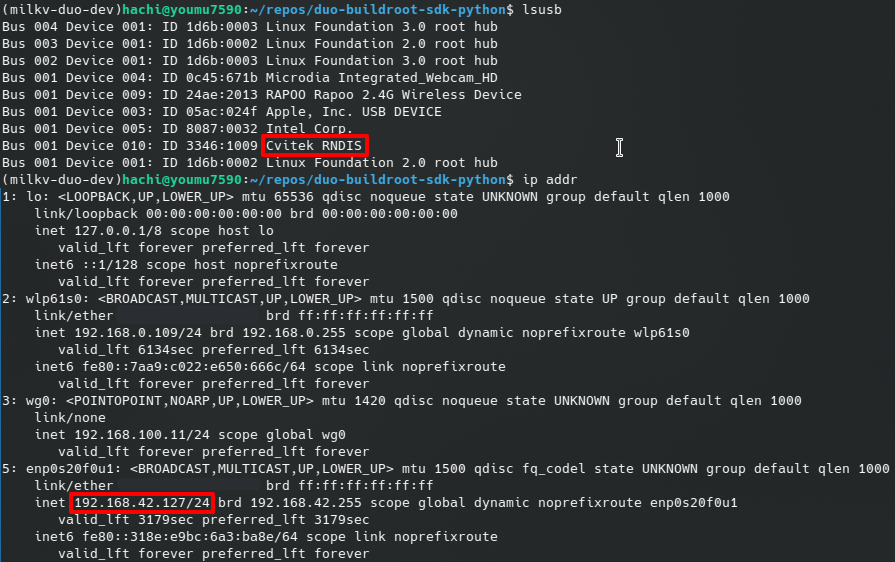 (milkv-duo-dev)hachi@youmu7590:~/repos/duo-buildroot-sdk-python$ lsusb
Bus 004 Device 001: ID 1d6b:0003 Linux Foundation 3.0 root hub
Bus 003 Device 001: ID 1d6b:0002 Linux Foundation 2.0 root hub
Bus 002 Device 001: ID 1d6b:0003 Linux Foundation 3.0 root hub
Bus 001 Device 004: ID 0c45:671b Microdia Integrated_Webcam_HD
Bus 001 Device 009: ID 24ae:2013 RAPOO Rapoo 2.4G Wireless Device
Bus 001 Device 003: ID 05ac:024f Apple, Inc. USB DEVICE
Bus 001 Device 005: ID 8087:0032 Intel Corp.
Bus 001 Device 010: ID 3346:1009 Cvitek RNDIS
Bus 001 Device 001: ID 1d6b:0002 Linux Foundation 2.0 root hub
(milkv-duo-dev)hachi@youmu7590:~/repos/duo-buildroot-sdk-python$ ip addr
1: lo: <LOOPBACK,UP,LOWER_UP> mtu 65536 qdisc noqueue state UNKNOWN group default qlen 1000
    link/loopback 00:00:00:00:00:00 brd 00:00:00:00:00:00
    inet 127.0.0.1/8 scope host lo
       valid_lft forever preferred_lft forever
    inet6 ::1/128 scope host noprefixroute
       valid_lft forever preferred_lft forever
2: wlp61s0: <BROADCAST,MULTICAST,UP,LOWER_UP> mtu 1500 qdisc noqueue state UP group default qlen 1000
    link/ether brd ff:ff:ff:ff:ff:ff
    inet 192.168.0.109/24 brd 192.168.0.255 scope global dynamic noprefixroute wlp61s0
       valid_lft 6134sec preferred_lft 6134sec
    inet6 fe80::7aa9:c022:e650:666c/64 scope link noprefixroute
       valid_lft forever preferred_lft forever
3: wg0: <POINTOPOINT,NOARP,UP,LOWER_UP> mtu 1420 qdisc noqueue state UNKNOWN group default qlen 1000
    link/none
    inet 192.168.100.11/24 scope global wg0
       valid_lft forever preferred_lft forever
5: enp0s20f0u1: <BROADCAST,MULTICAST,UP,LOWER_UP> mtu 1500 qdisc fq_codel state UNKNOWN group default qlen 1000
    link/ether brd ff:ff:ff:ff:ff:ff
    inet 192.168.42.127/24 brd 192.168.42.255 scope global dynamic noprefixroute enp0s20f0u1
       valid_lft 3179sec preferred_lft 3179sec
    inet6 fe80::318e:e9bc:6a3:ba8e/64 scope link noprefixroute
       valid_lft forever preferred_lft forever